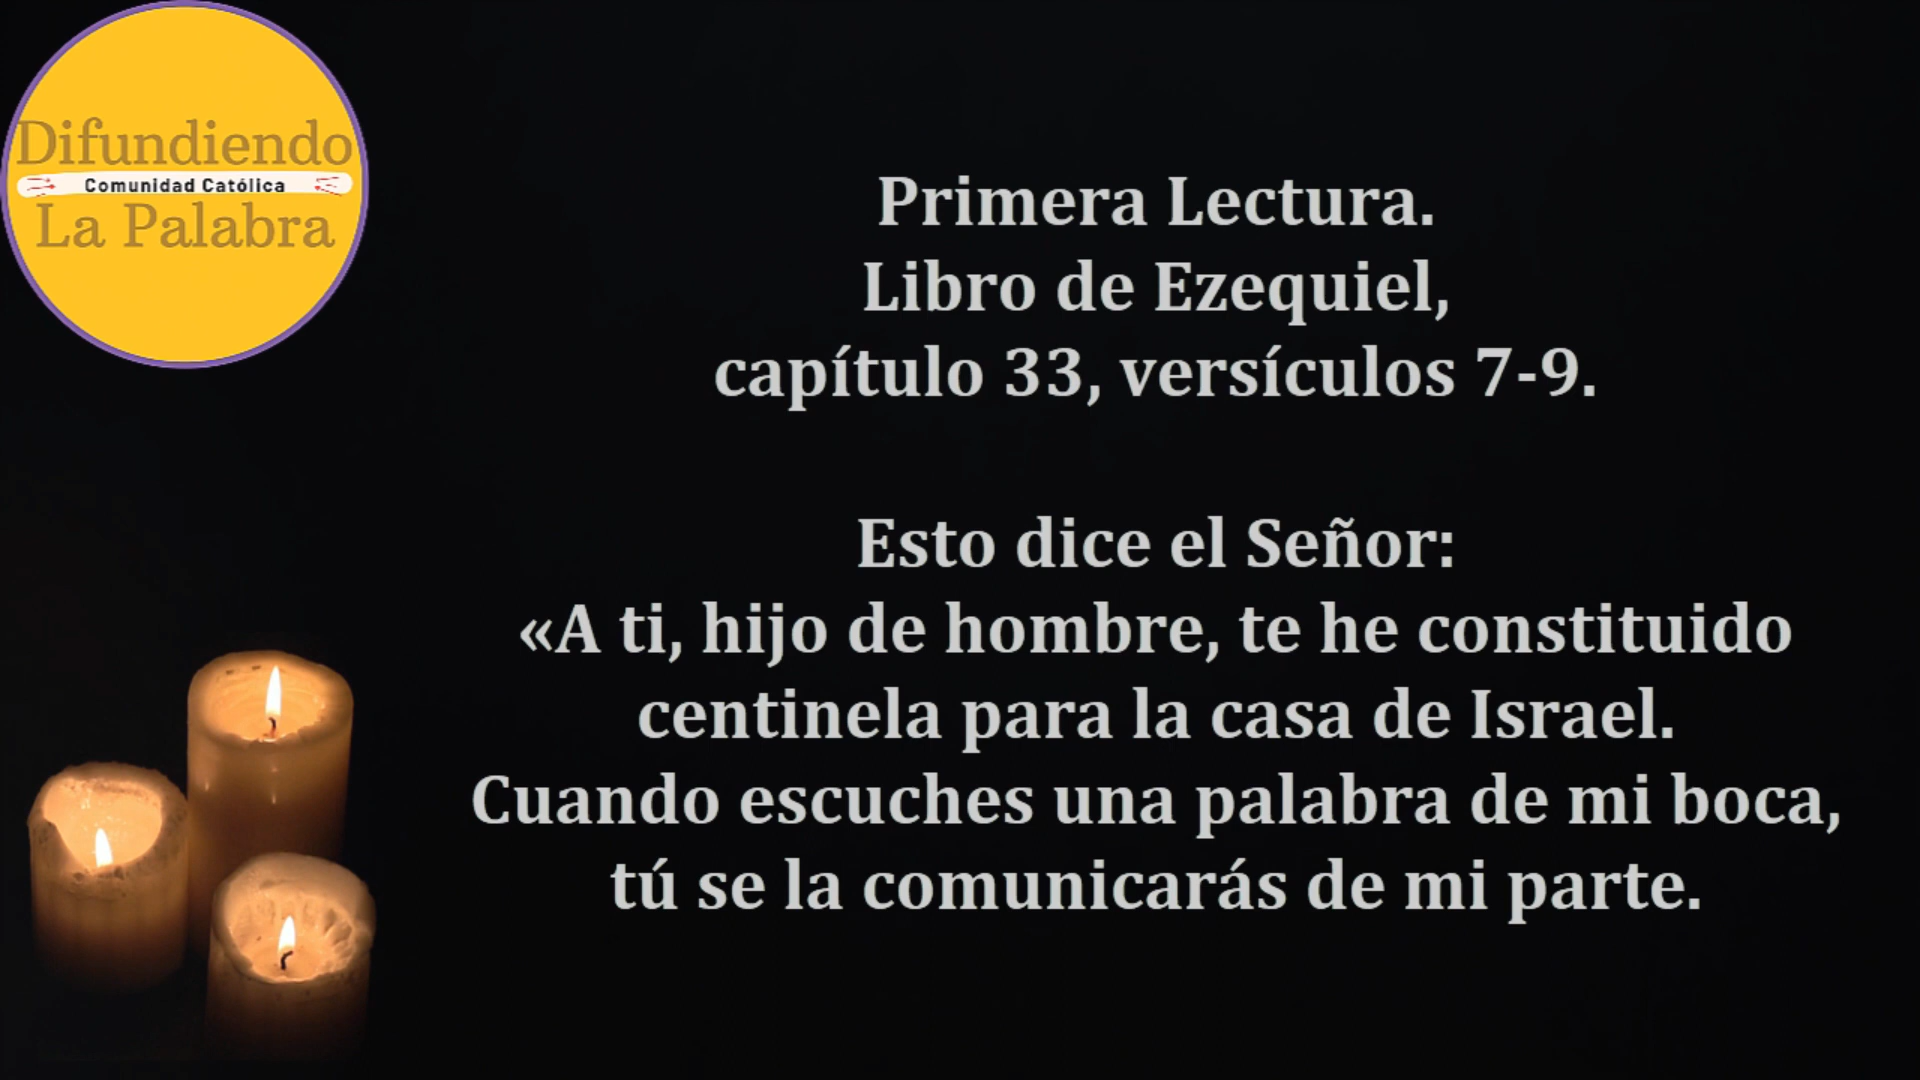 Difundiendo
Comunidad Católica
La Palabra
Primera Lectura.
Libro de Ezequiel,
capítulo 33, versículos 7-9.
Esto dice el Señor:
«A ti, hijo de hombre, te he constituido
centinela para la casa de Israel.
Cuando escuches una palabra de mi boca,
tú se la comunicarás de mi parte.